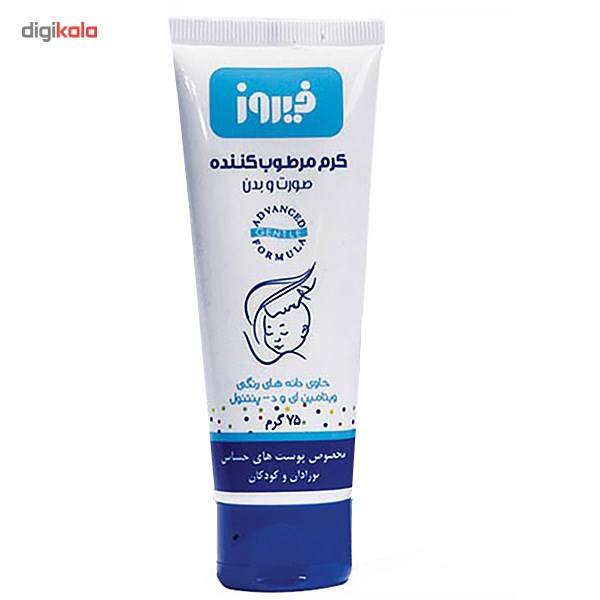 digikala
فیروز
کرم مرطوب‌کننده
صورت و بدن
ADVANCED
GENTLE
FORMULA
حاوی دانه های رنگی
ویتامین ای و د-پنتنول
۷۵ گرم
مخصوص پوست های حساس
نوزادان و کودکان